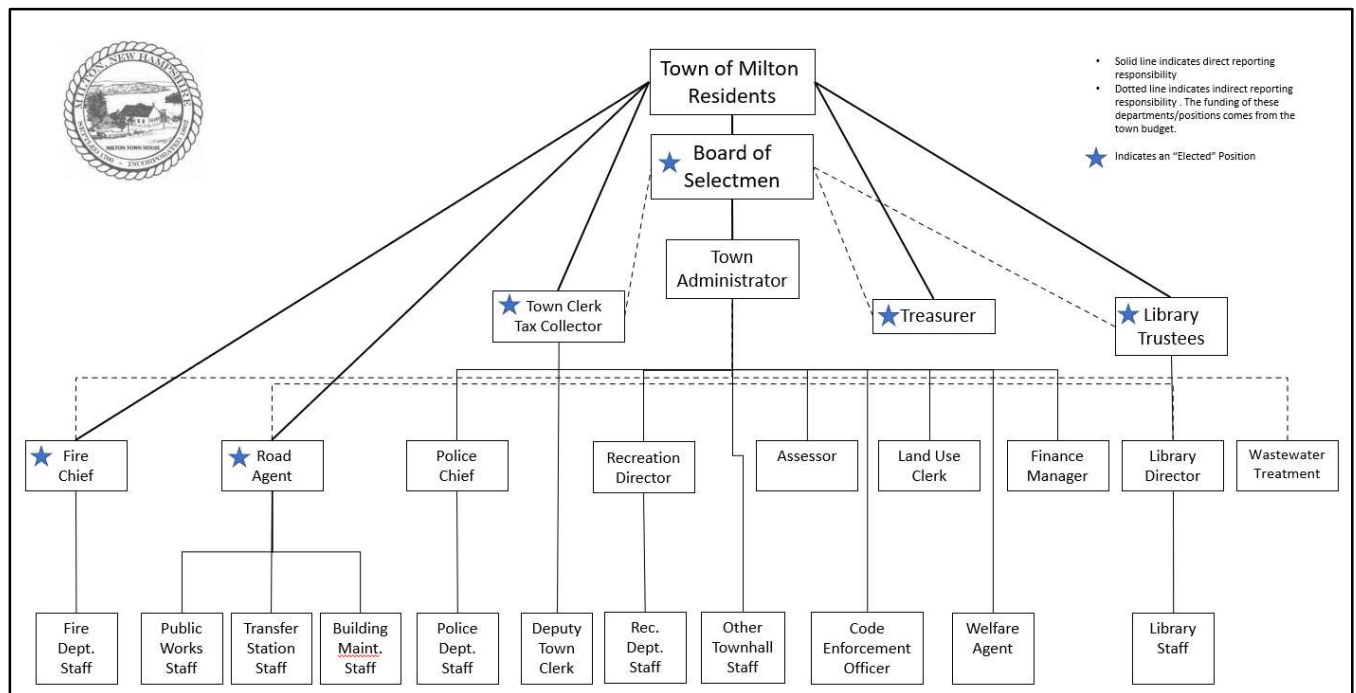 MILTON, NEW HAMPSHIRE
MILTON TOWN HOUSE
SETTLED 1760 - INCORPORATED 1802
Town of Milton
Residents
• Solid line indicates direct reporting
responsibility
• Dotted line indicates indirect reporting
responsibility . The funding of these
departments/positions comes from the
town budget.
Indicates an “Elected” Position
Board of
Selectmen
Town
Administrator
Town Clerk
Tax Collector
Treasurer
Library
Trustees
Fire
Chief
Road
Agent
Police
Chief
Recreation
Director
Assessor
Land Use
Clerk
Finance
Manager
Library
Director
Wastewater
Treatment
Fire
Dept.
Staff
Public
Works
Staff
Transfer
Station
Staff
Building
Maint.
Staff
Police
Dept.
Staff
Deputy
Town
Clerk
Rec.
Dept.
Staff
Other
Townhall
Staff
Code
Enforcement
Officer
Welfare
Agent
Library
Staff